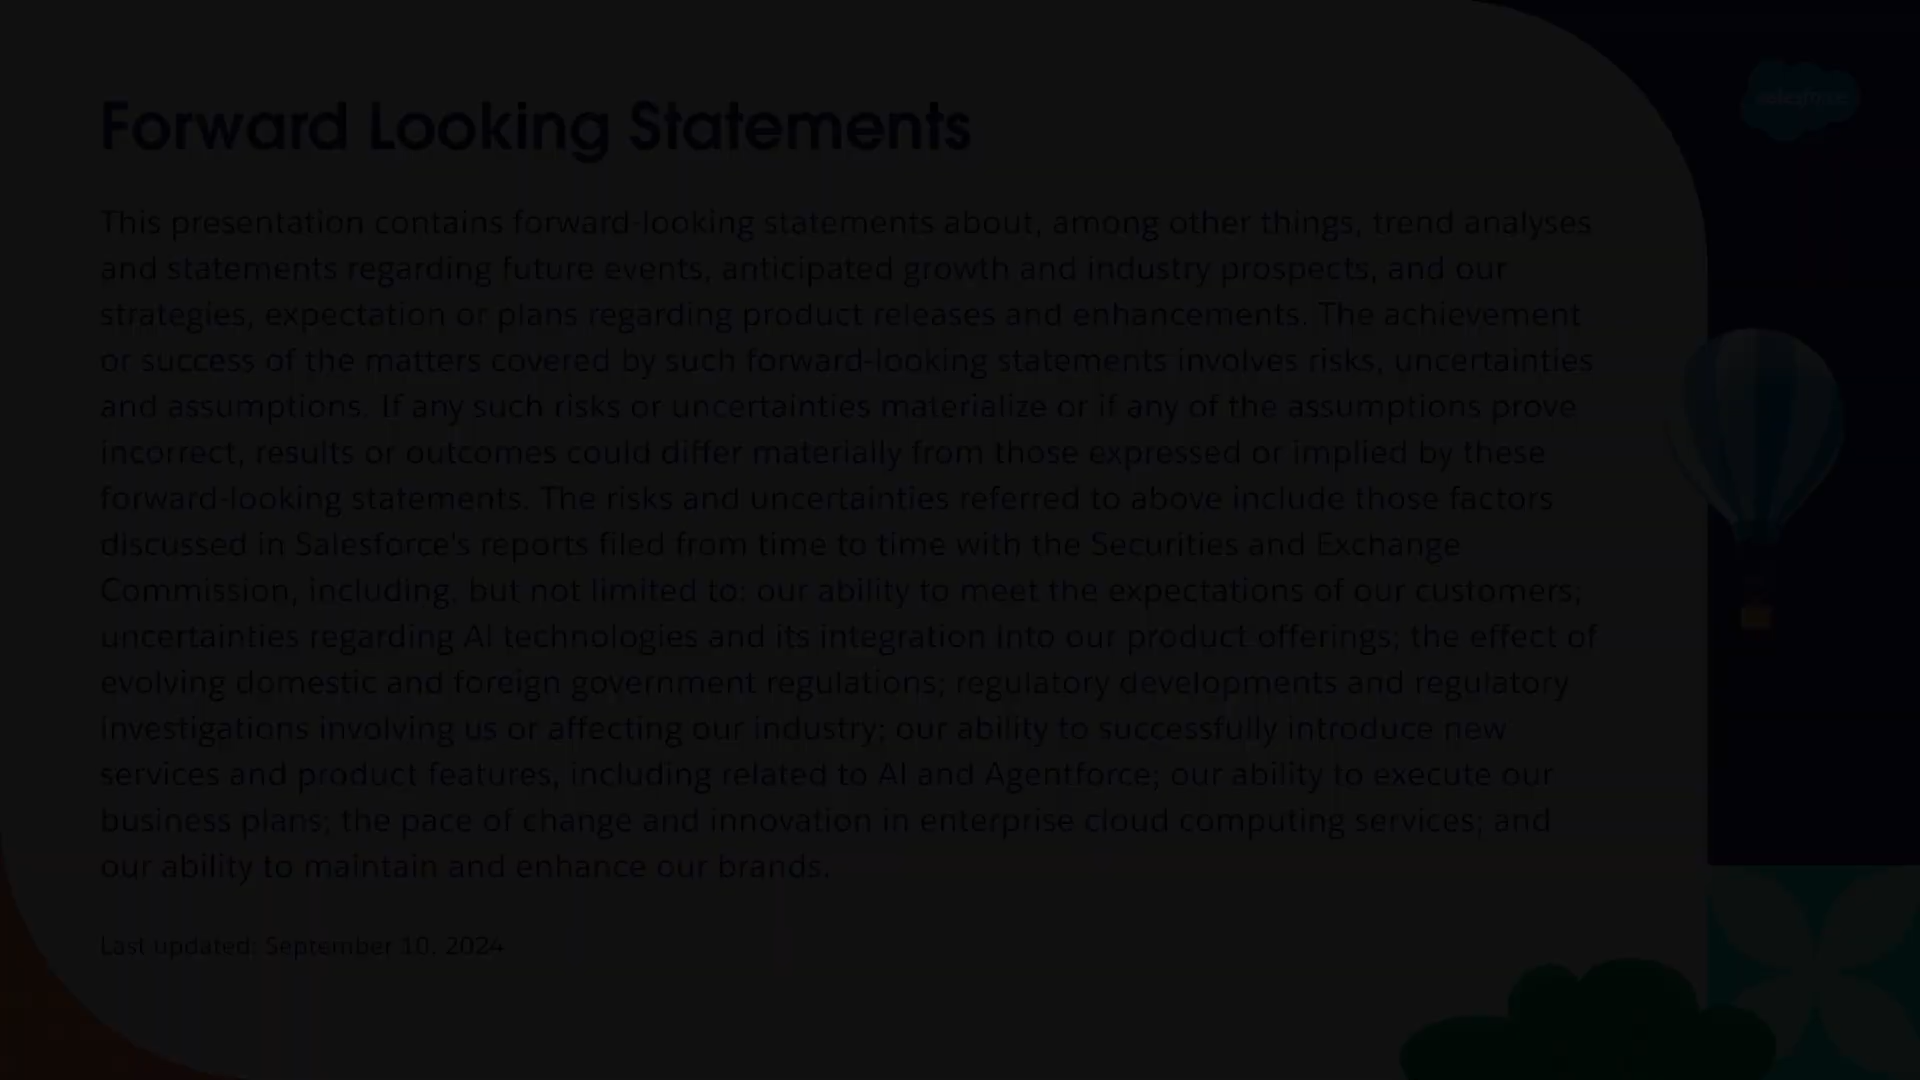 salesforce
Forward Looking Statements
This presentation contains forward-looking statements about, among other things, trend analyses
and statements regarding future events, anticipated growth and industry prospects, and our
strategies, expectation or plans regarding product releases and enhancements. The achievement
or success of the matters covered by such forward-looking statements involves risks, uncertainties
and assumptions. If any such risks or uncertainties materialize or if any of the assumptions prove
incorrect, results or outcomes could differ materially from those expressed or implied by these
forward-looking statements. The risks and uncertainties referred to above include those factors
discussed in Salesforce's reports filed from time to time with the Securities and Exchange
Commission, including, but not limited to: our ability to meet the expectations of our customers;
uncertainties regarding AI technologies and its integration into our product offerings; the effect of
evolving domestic and foreign government regulations; regulatory developments and regulatory
investigations involving us or affecting our industry; our ability to successfully introduce new
services and product features, including related to AI and Agentforce; our ability to execute our
business plans; the pace of change and innovation in enterprise cloud computing services; and
our ability to maintain and enhance our brands.
Last updated: September 10, 2024